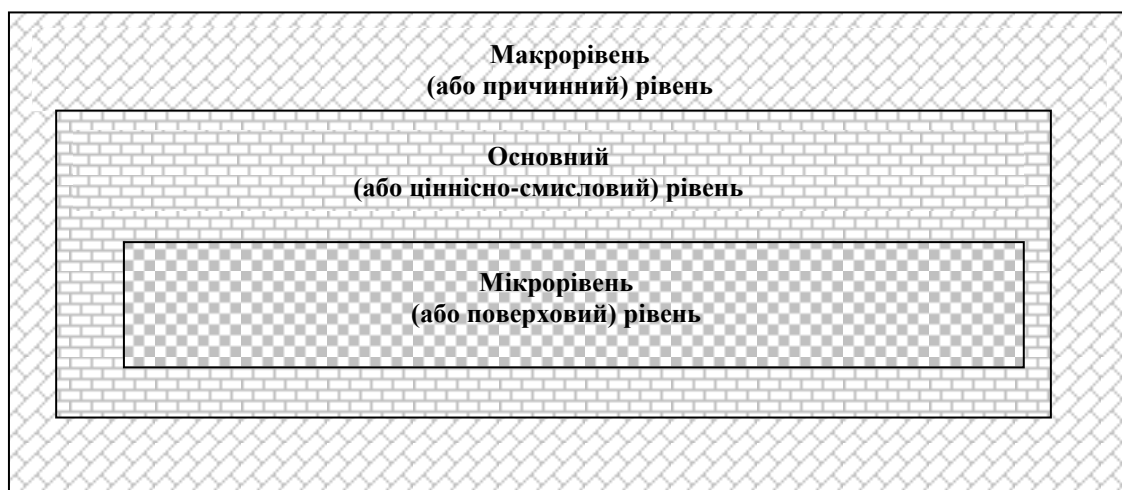 Макрорівень
(або причинний) рівень
Основний
(або ціннісно-смисловий) рівень
Мікрорівень
(або поверховий) рівень